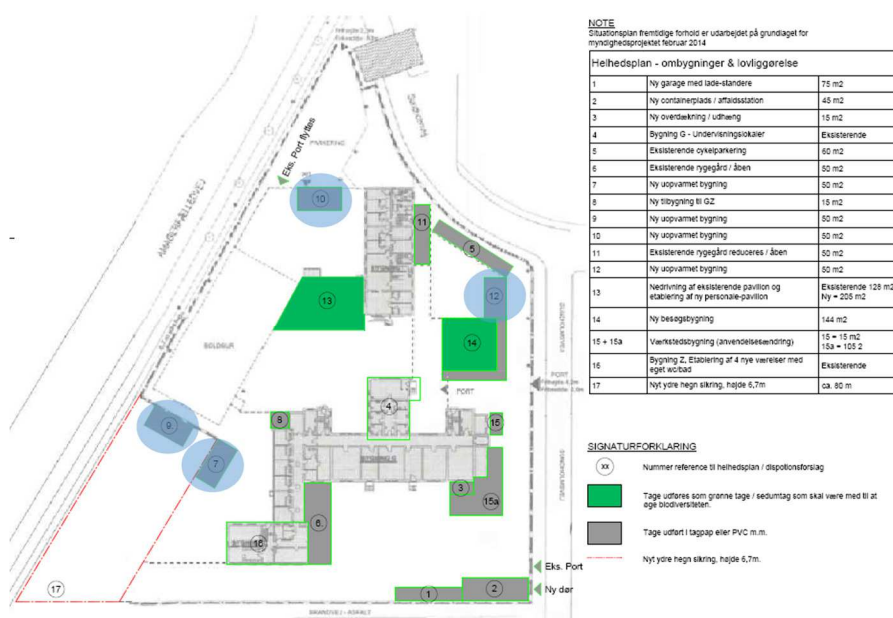 NOTE
Situationsplan fremtidige forhold er udarbejdet på grundlaget for
myndighedsprojektet februar 2014
Helhedsplan - ombygninger & lovliggørelse
1 Ny garage med lade-standere 75 m2
2 Ny containerplads / affaldsstation 45 m2
3 Ny overdækning / udhæng 15 m2
4 Bygning G - Undervisningslokaler Eksisterende
5 Eksisterende cykelparkering 60 m2
6 Eksisterende rygegård / åben 50 m2
7 Ny uopvarmet bygning 50 m2
8 Ny tilbygning til GZ 15 m2
9 Ny uopvarmet bygning 50 m2
10 Ny uopvarmet bygning 50 m2
11 Eksisterende rygegård reduceres / åben 50 m2
12 Ny uopvarmet bygning 50 m2
13 Nedrivning af eksisterende pavilion og Eksisterende 128 m2
etablering af ny personale-pavilion Ny = 205 m2
14 Ny besøgsbygning 144 m2
15 + 15a Værkstedsbygning (anvendelsesændring) 15 = 15 m2
15a = 105 2
16 Bygning Z, Etablering af 4 nye værelser med Eksisterende
eget wc/bad
17 Nyt ydre hegn sikring, højde 6,7m ca. 80 m
SIGNATURFORKLARING
xx Nummer reference til helhedsplan / dispotionsforslag
Tage udføres som grønne tage / sedumtag som skal være med til at
øge biodiversiteten.
Tage udført i tagpap eller PVC m.m.
Nyt ydre hegn sikring, højde 6,7m.
Eks. Port flyttes
PARKERING
10
11
5
12
13
14
BOLDBUR
PORT
PORT
4
9
8
15
7
3
15a
6.
16
Eks. Port
Ny dør
17
1
2